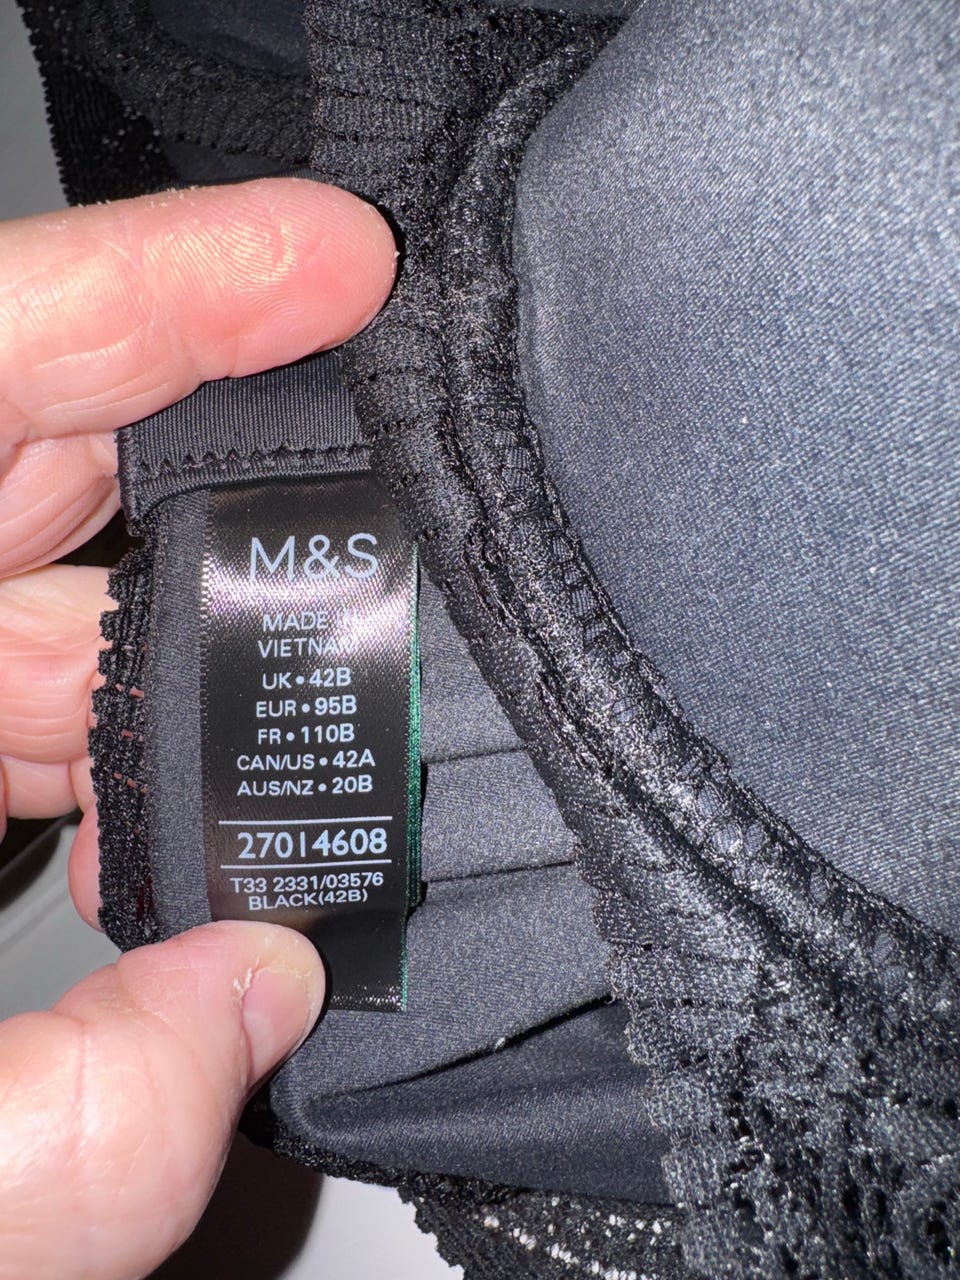 M&S
MADE IN
VIETNAM
UK • 42B
EUR • 95B
FR • 110B
CAN/US • 42A
AUS/NZ • 20B
27014608
T33 2331/03576
BLACK(42B)